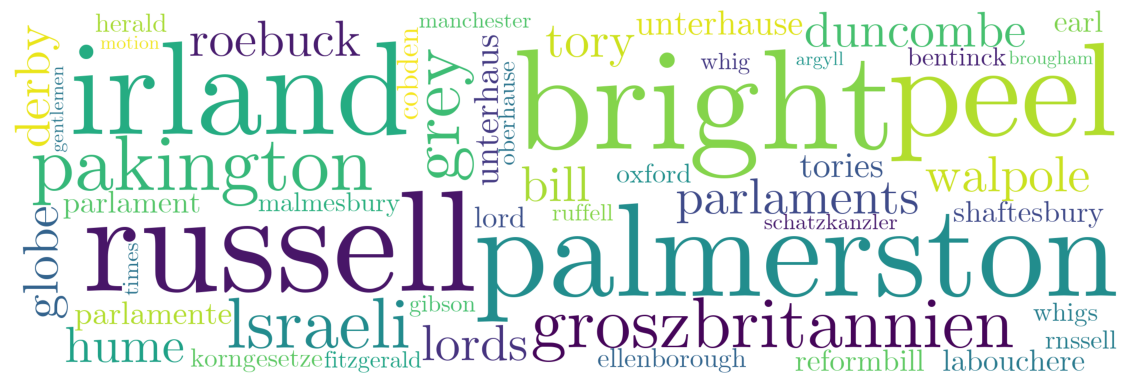 herald
motion
roebuck
manchester
tory
unterhause
duncombe
earl
derby
gentlemen
irland
cobden
grey
unterhaus
oberhause
bright
whig
argyll
bentinck
brougham
peel
pakington
bill
oxford
tories
walpole
parlament
malmesbury
lord
ruffell
parlaments
schatzkanzler
shaftesbury
globe
times
russell
palmerston
parlamente
lsraeli
gibson
groszbritannien
whigs
hume
korngesetze
fitzgerald
lords
ellenborough
reformbill
labouchere
rnssell